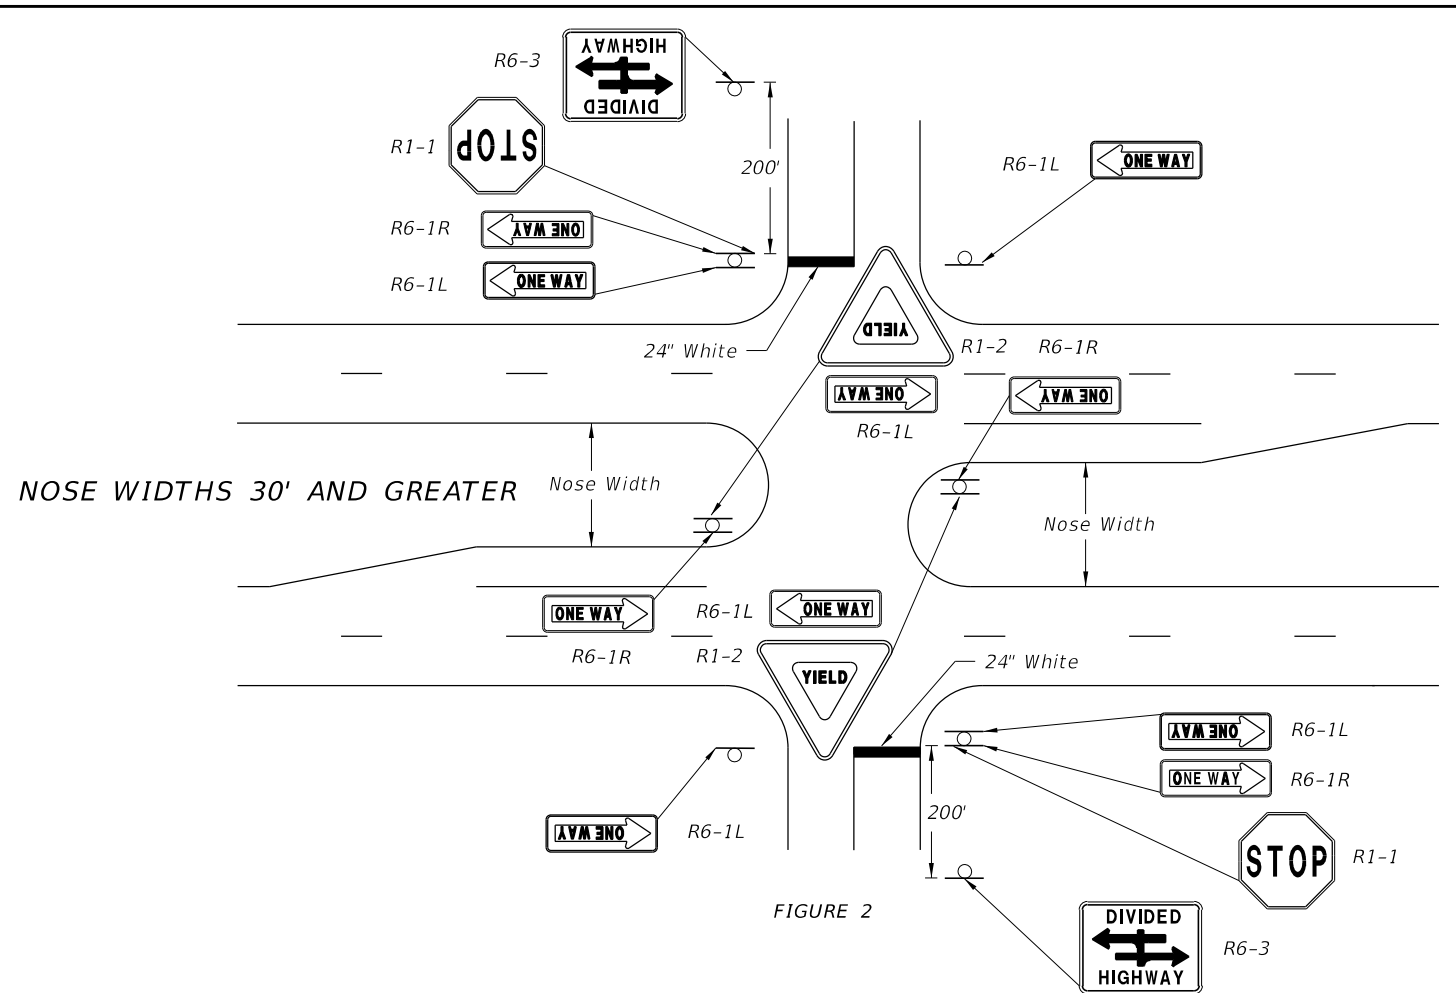 R6-3
HIGHWAY
DIVIDED
R1-1
STOP
200'
R6-1L
ONE WAY
R6-1R
ONE WAY
R6-1L
ONE WAY
24" White
YIELD
R1-2
R6-1R
ONE WAY
ONE WAY
R6-1L
NOSE WIDTHS 30' AND GREATER
Nose Width
Nose Width
ONE WAY
R6-1R
R6-1L
ONE WAY
R1-2
YIELD
24" White
ONE WAY
R6-1L
ONE WAY
R6-1R
ONE WAY
R6-1L
200'
STOP
R1-1
FIGURE 2
DIVIDED
HIGHWAY
R6-3